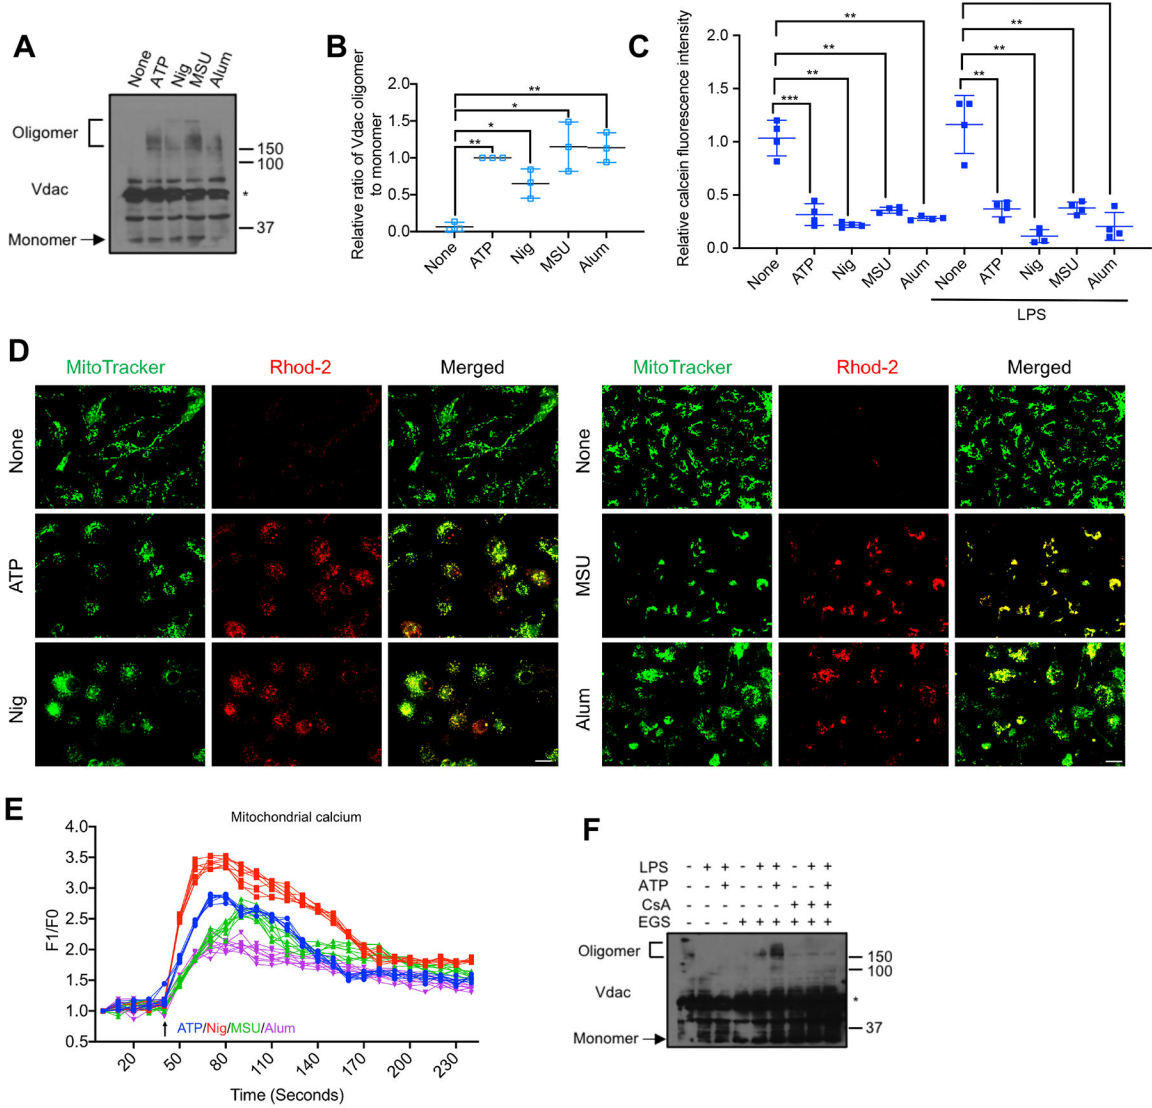 A
None
ATP
Nig
MSU
Alum
Oligomer
150
100
Vdac
*
37
Monomer
B
Relative ratio of Vdac oligomer
to monomer
2.0
1.5
1.0
0.5
0.0
**
*
*
**
None
ATP
Nig
MSU
Alum
C
Relative calcein fluorescence intensity
2.0
1.5
1.0
0.5
0.0
**
**
**
***
**
**
**
None
ATP
Nig
MSU
Alum
None
ATP
Nig
MSU
Alum
LPS
D
MitoTracker
Rhod-2
Merged
MitoTracker
Rhod-2
Merged
None
None
ATP
MSU
Nig
Alum
E
Mitochondrial calcium
F1/F0
4.0
3.5
3.0
2.5
2.0
1.5
1.0
0.5
ATP/Nig/MSU/Alum
20
50
80
110
140
170
200
230
Time (Seconds)
F
LPS - + + - + + - + +
ATP - - + - - + - - +
CsA - - - - - - + + +
EGS - - - + + + + + +
Oligomer
150
100
Vdac
*
37
Monomer